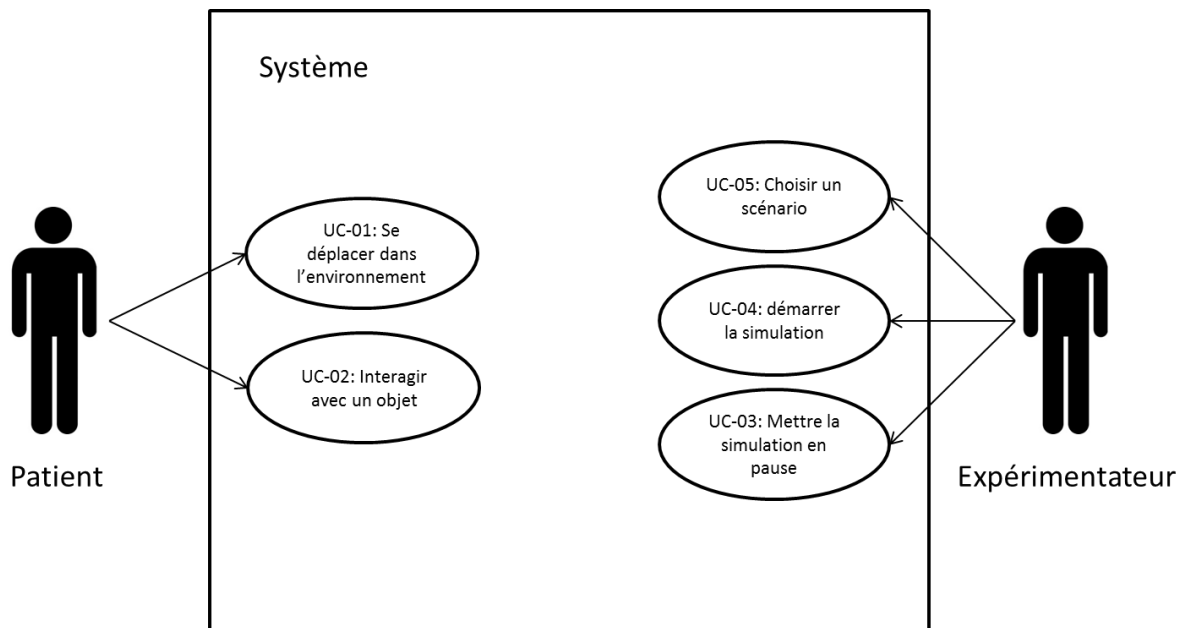 Système
UC-05: Choisir un
scénario
UC-01: Se
déplacer dans
l'environnement
UC-04: démarrer
la simulation
UC-02: Interagir
avec un objet
UC-03: Mettre la
simulation en
pause
Patient
Expérimentateur